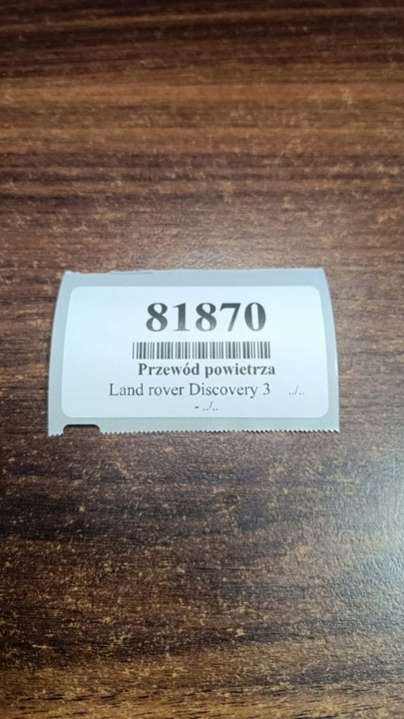 81870
Przewód powietrza
Land rover Discovery 3 ../..
- ../..